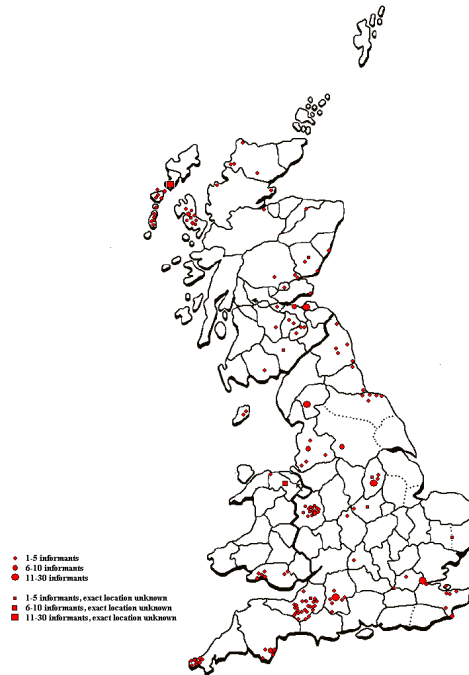 1-5 informants
6-10 informants
11-30 informants
1-5 informants, exact location unknown
6-10 informants, exact location unknown
11-30 informants, exact location unknown